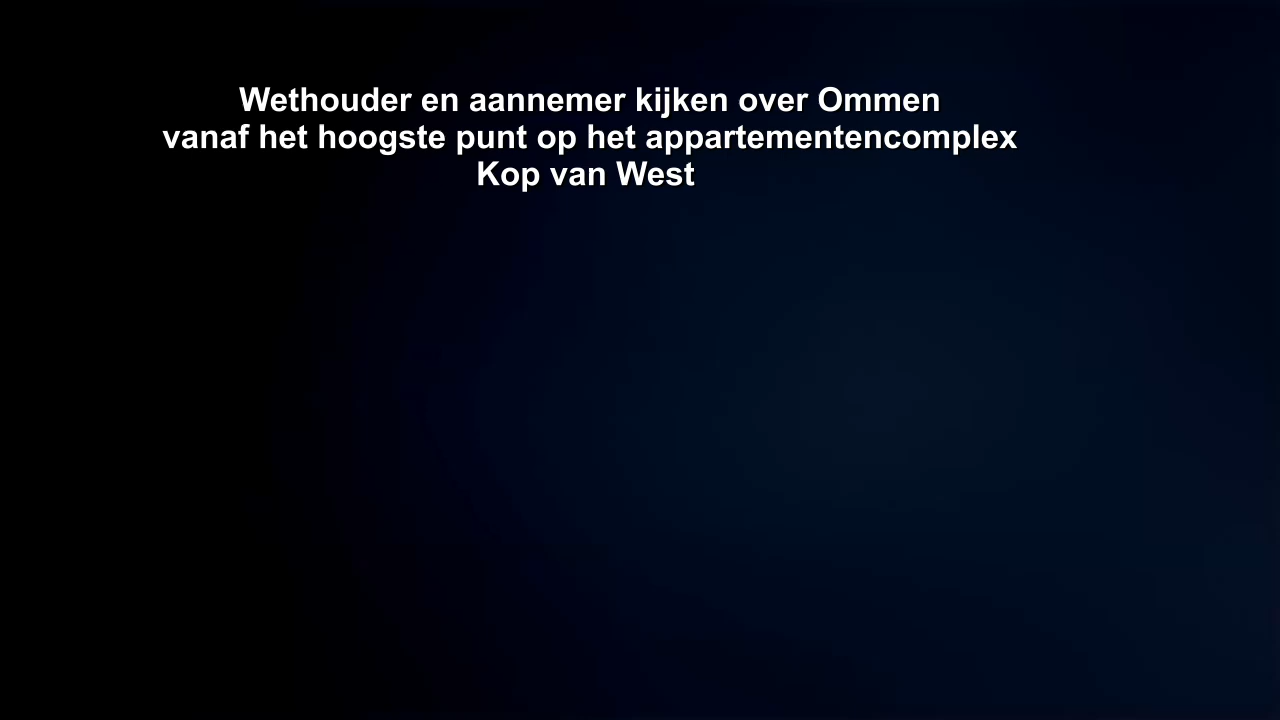 Wethouder en aannemer kijken over Ommen
vanaf het hoogste punt op het appartementencomplex
Kop van West